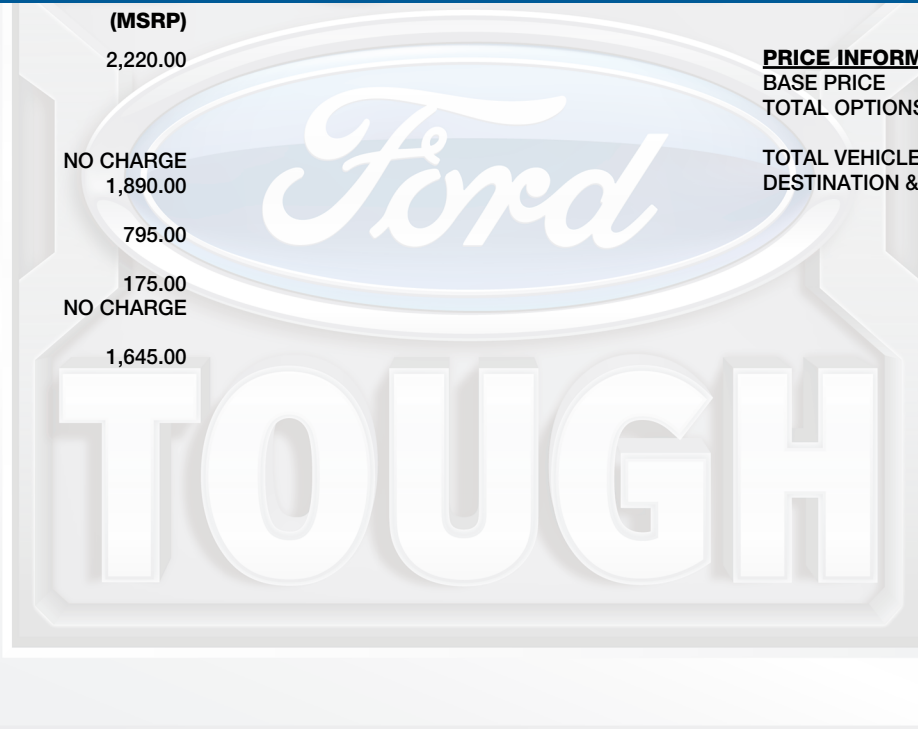 (MSRP)
2,220.00
NO CHARGE
1,890.00
795.00
175.00
NO CHARGE
1,645.00
PRICE INFORM
BASE PRICE
TOTAL OPTIONS
TOTAL VEHICLE
DESTINATION &
Ford
TOUGH